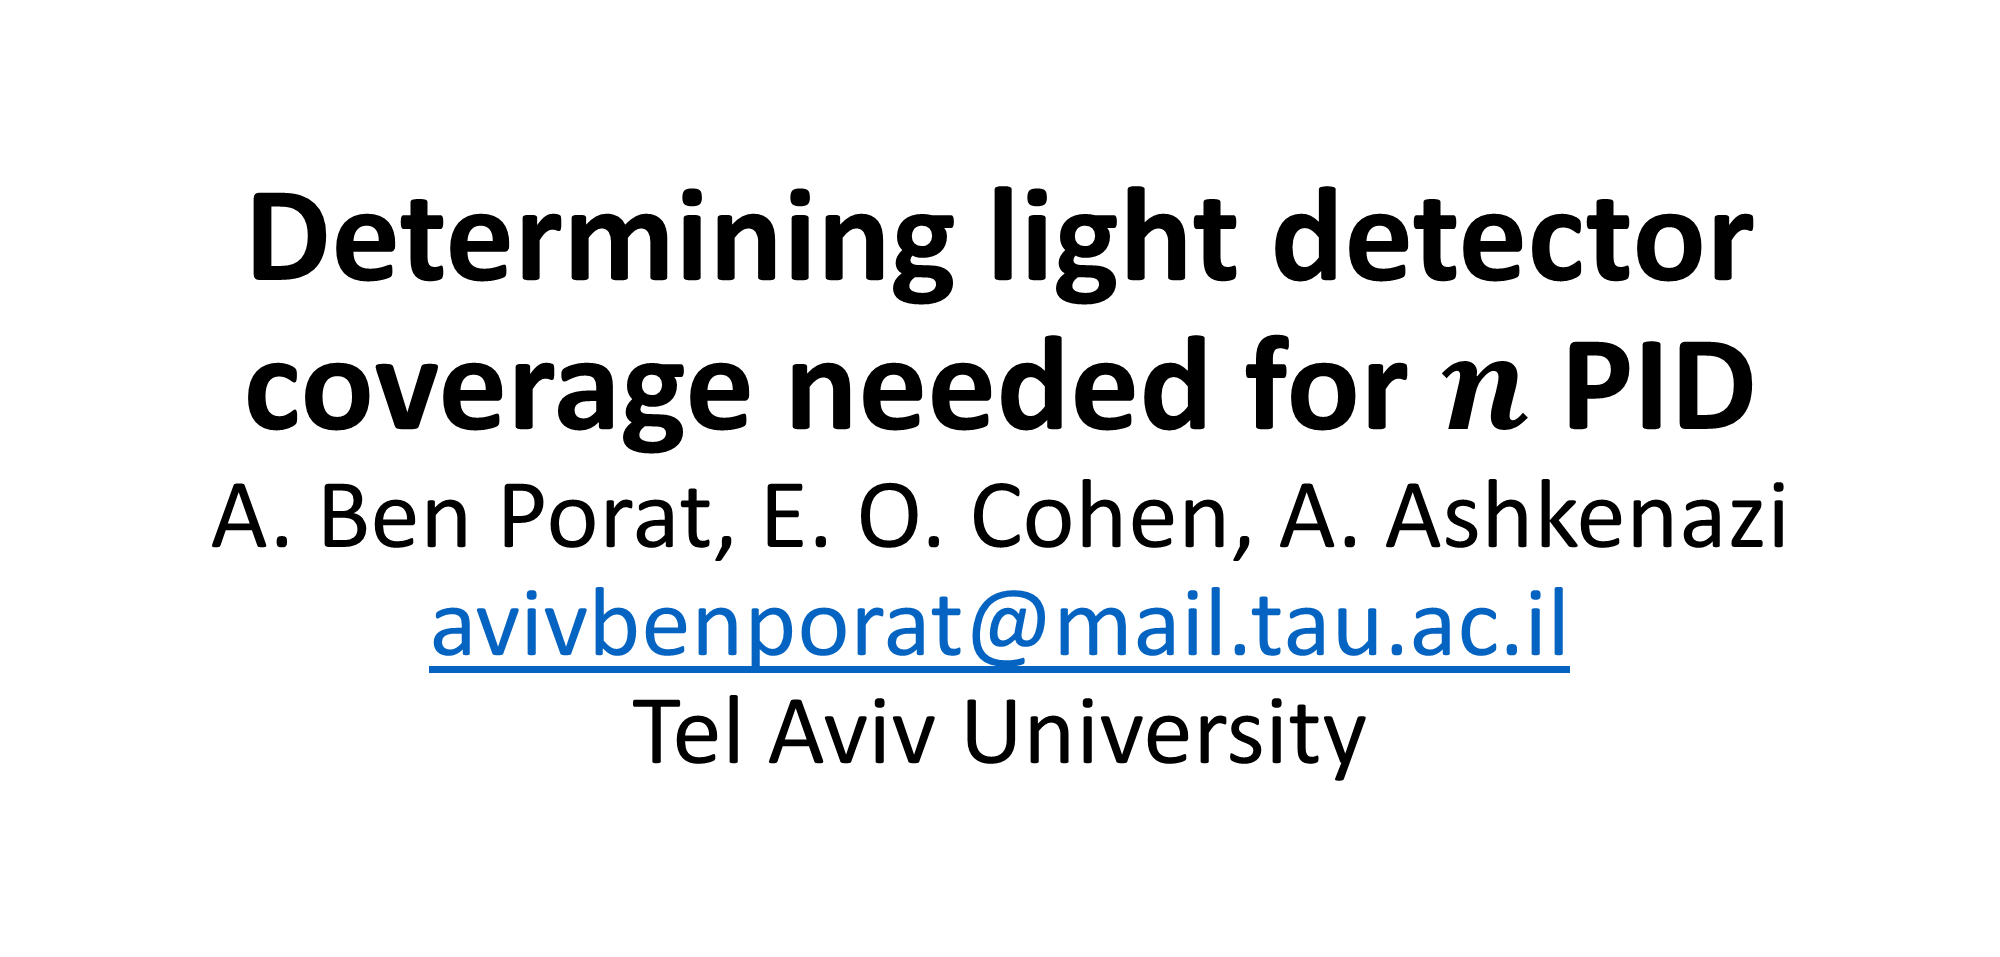 Determining light detector
coverage needed for n PID
A. Ben Porat, E. O. Cohen, A. Ashkenazi
avivbenporat@mail.tau.ac.il
Tel Aviv University